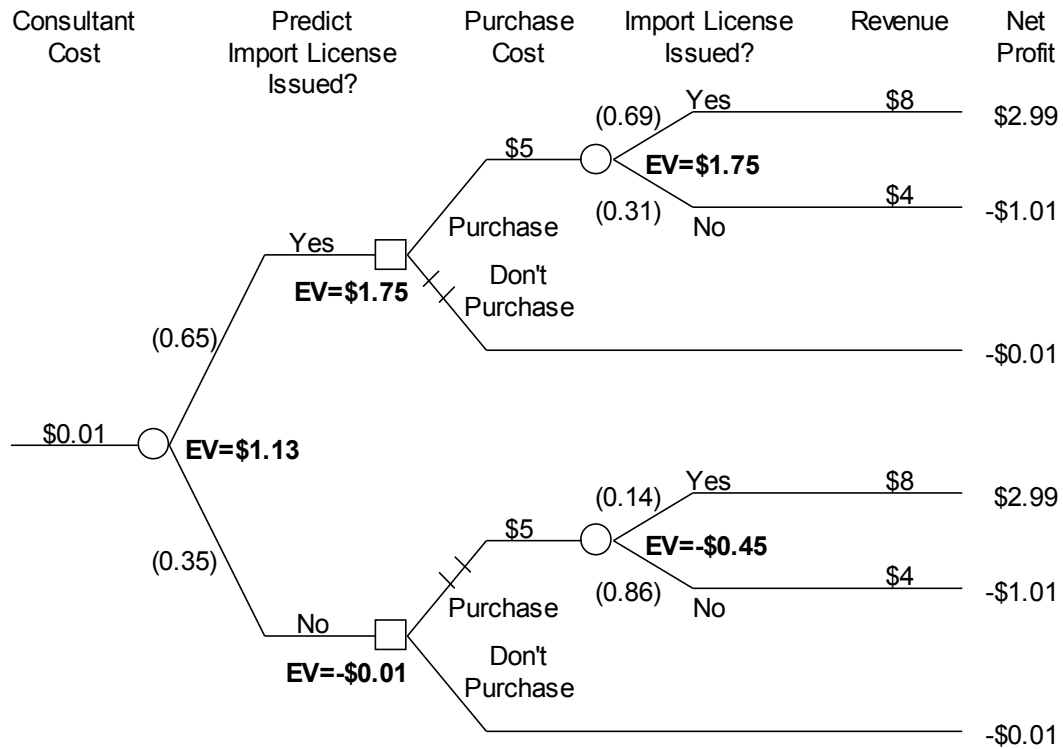 Consultant
Cost
Predict
Import License
Issued?
Purchase
Cost
Import License
Issued?
Revenue
Net
Profit
(0.69)
Yes
$8
$2.99
$5
EV=$1.75
(0.31)
No
$4
-$1.01
Purchase
Yes
EV=$1.75
Don't
Purchase
-$0.01
(0.65)
$0.01
EV=$1.13
(0.35)
(0.14)
Yes
$8
$2.99
$5
EV=-$0.45
(0.86)
No
$4
-$1.01
Purchase
No
EV=-$0.01
Don't
Purchase
-$0.01